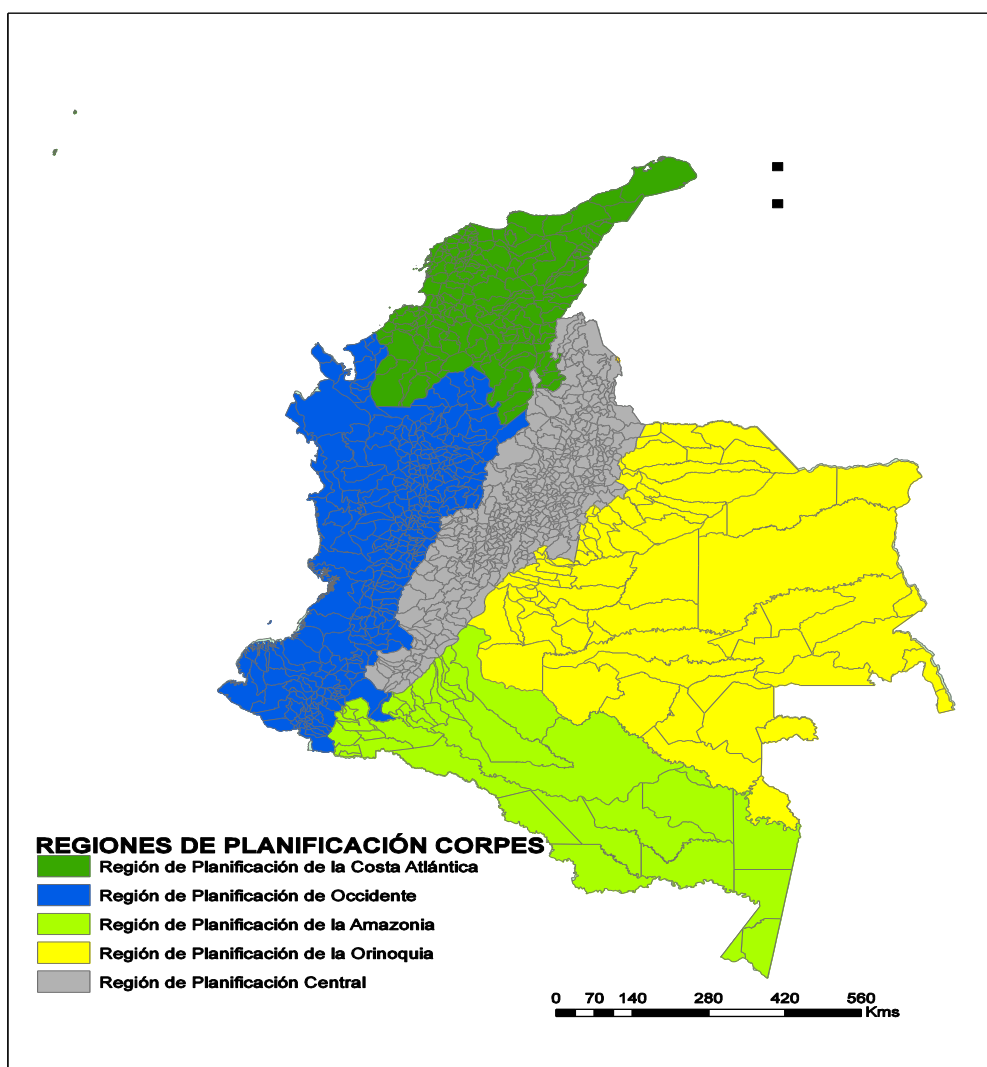 REGIONES DE PLANIFICACIÓN CORPES
Región de Planificación de la Costa Atlántica
Región de Planificación de Occidente
Región de Planificación de la Amazonia
Región de Planificación de la Orinoquia
Región de Planificación Central
0 70 140 280 420 560
Kms